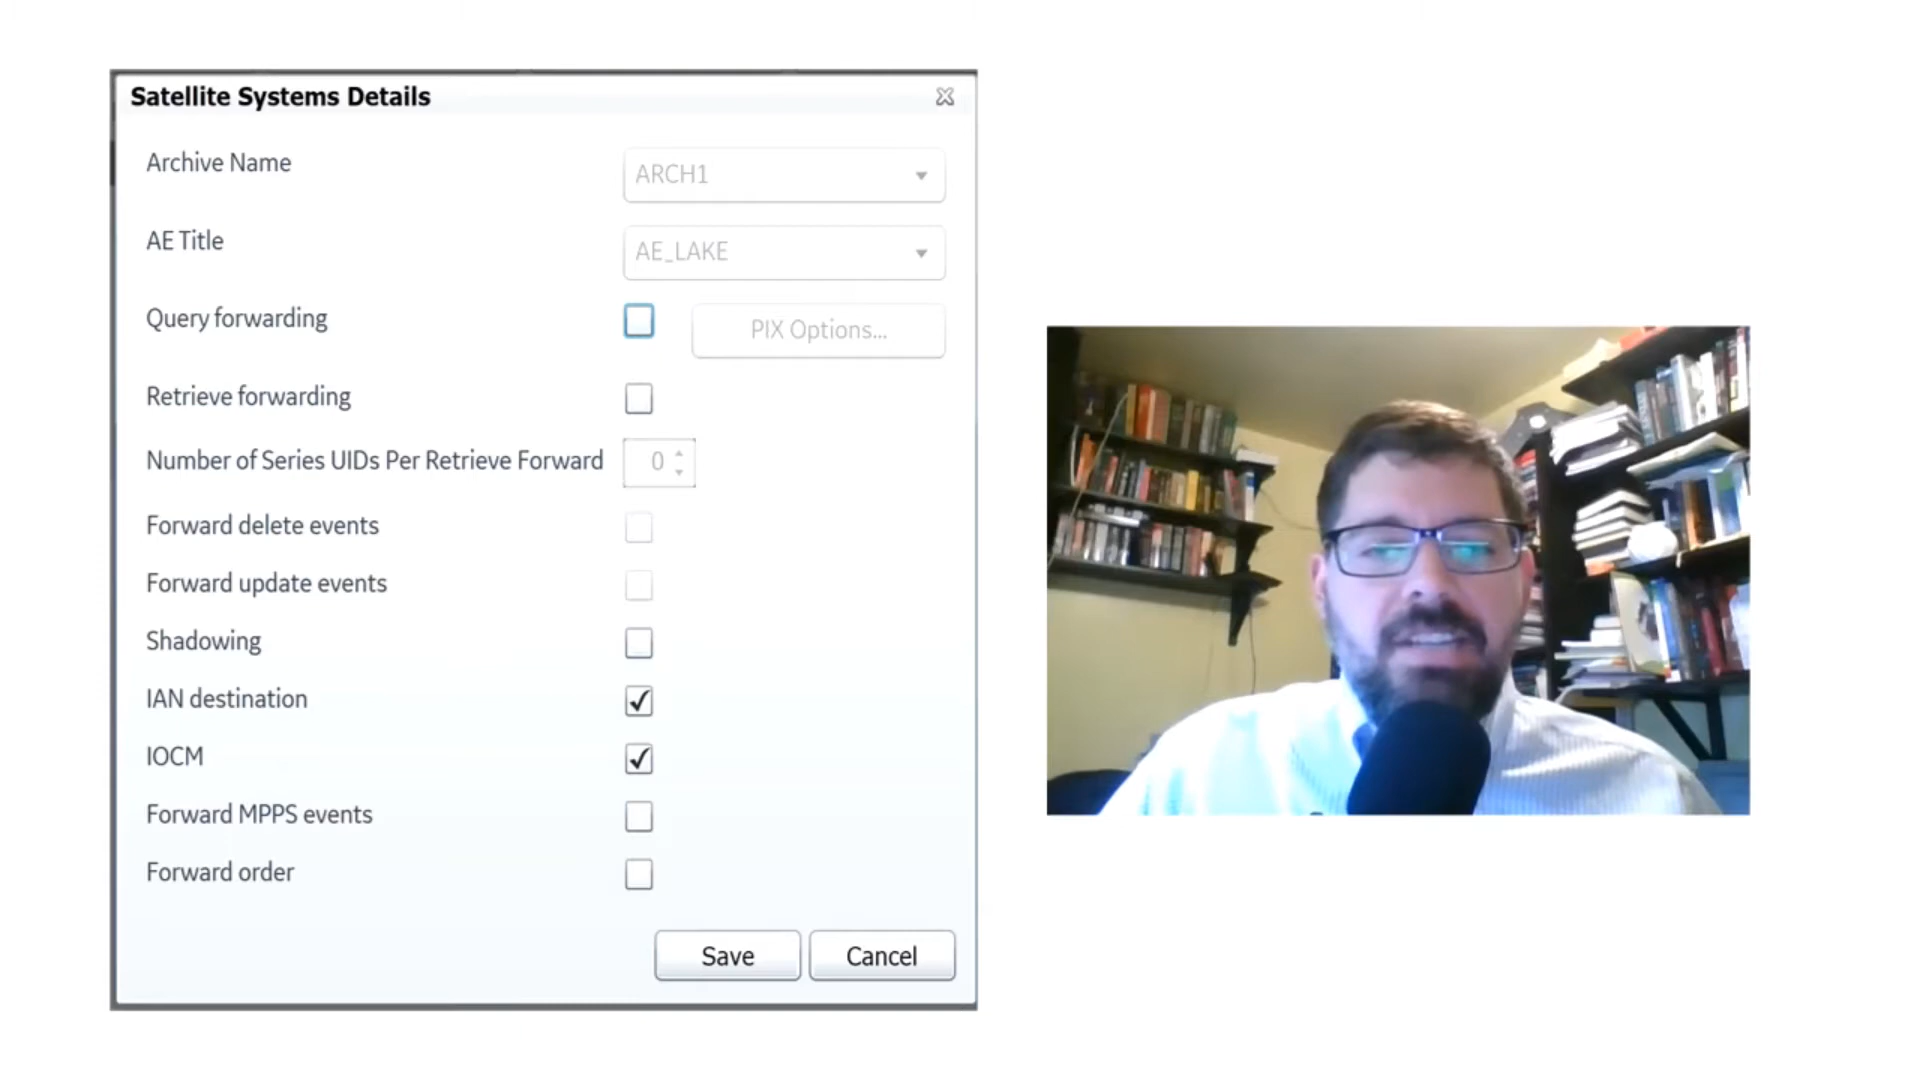 Satellite Systems Details
Archive Name
ARCH1
AE Title
AE_LAKE
Query forwarding
PIX Options...
Retrieve forwarding
Number of Series UIDs Per Retrieve Forward
0
Forward delete events
Forward update events
Shadowing
IAN destination
IOCM
Forward MPPS events
Forward order
Save
Cancel